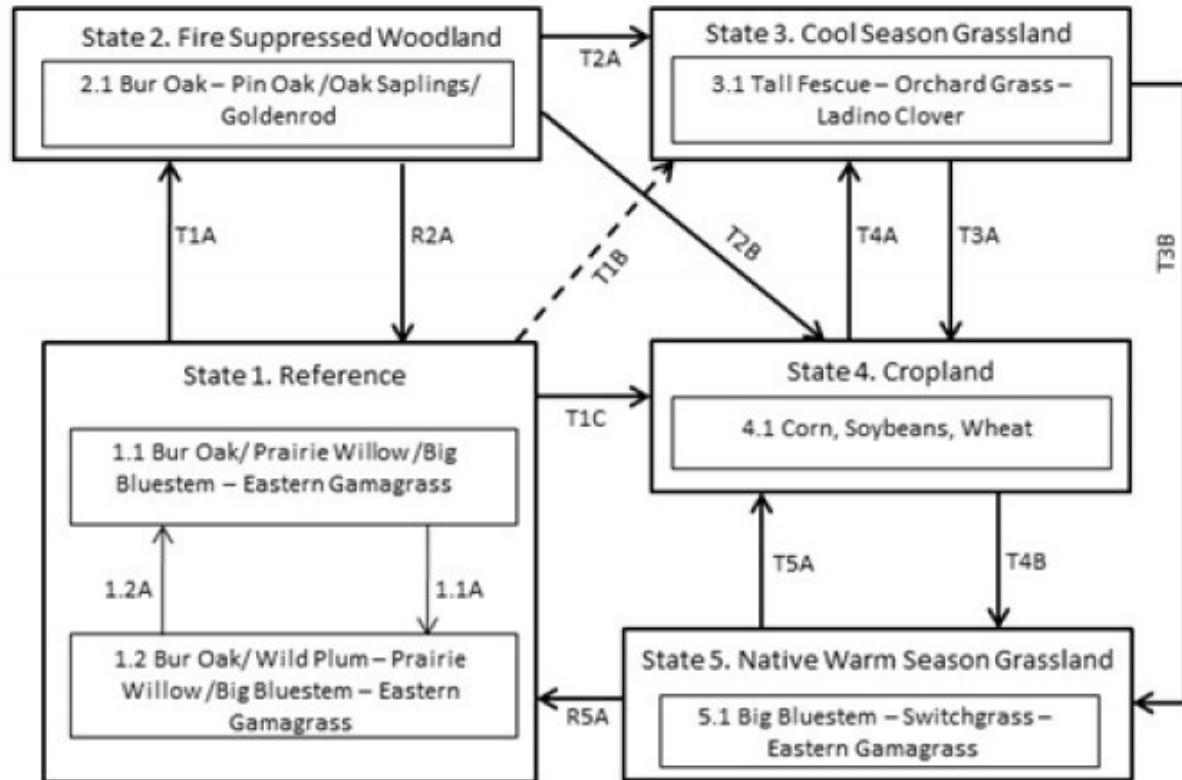 State 2. Fire Suppressed Woodland
2.1 Bur Oak – Pin Oak /Oak Saplings/
Goldenrod
T2A
State 3. Cool Season Grassland
3.1 Tall Fescue – Orchard Grass –
Ladino Clover
T1A
R2A
T1B
T2B
T4A
T3A
T3B
State 1. Reference
1.1 Bur Oak/ Prairie Willow /Big
Bluestem – Eastern Gamagrass
1.2A
1.1A
1.2 Bur Oak/ Wild Plum – Prairie
Willow /Big Bluestem – Eastern
Gamagrass
T1C
State 4. Cropland
4.1 Corn, Soybeans, Wheat
T5A
T4B
R5A
State 5. Native Warm Season Grassland
5.1 Big Bluestem – Switchgrass –
Eastern Gamagrass